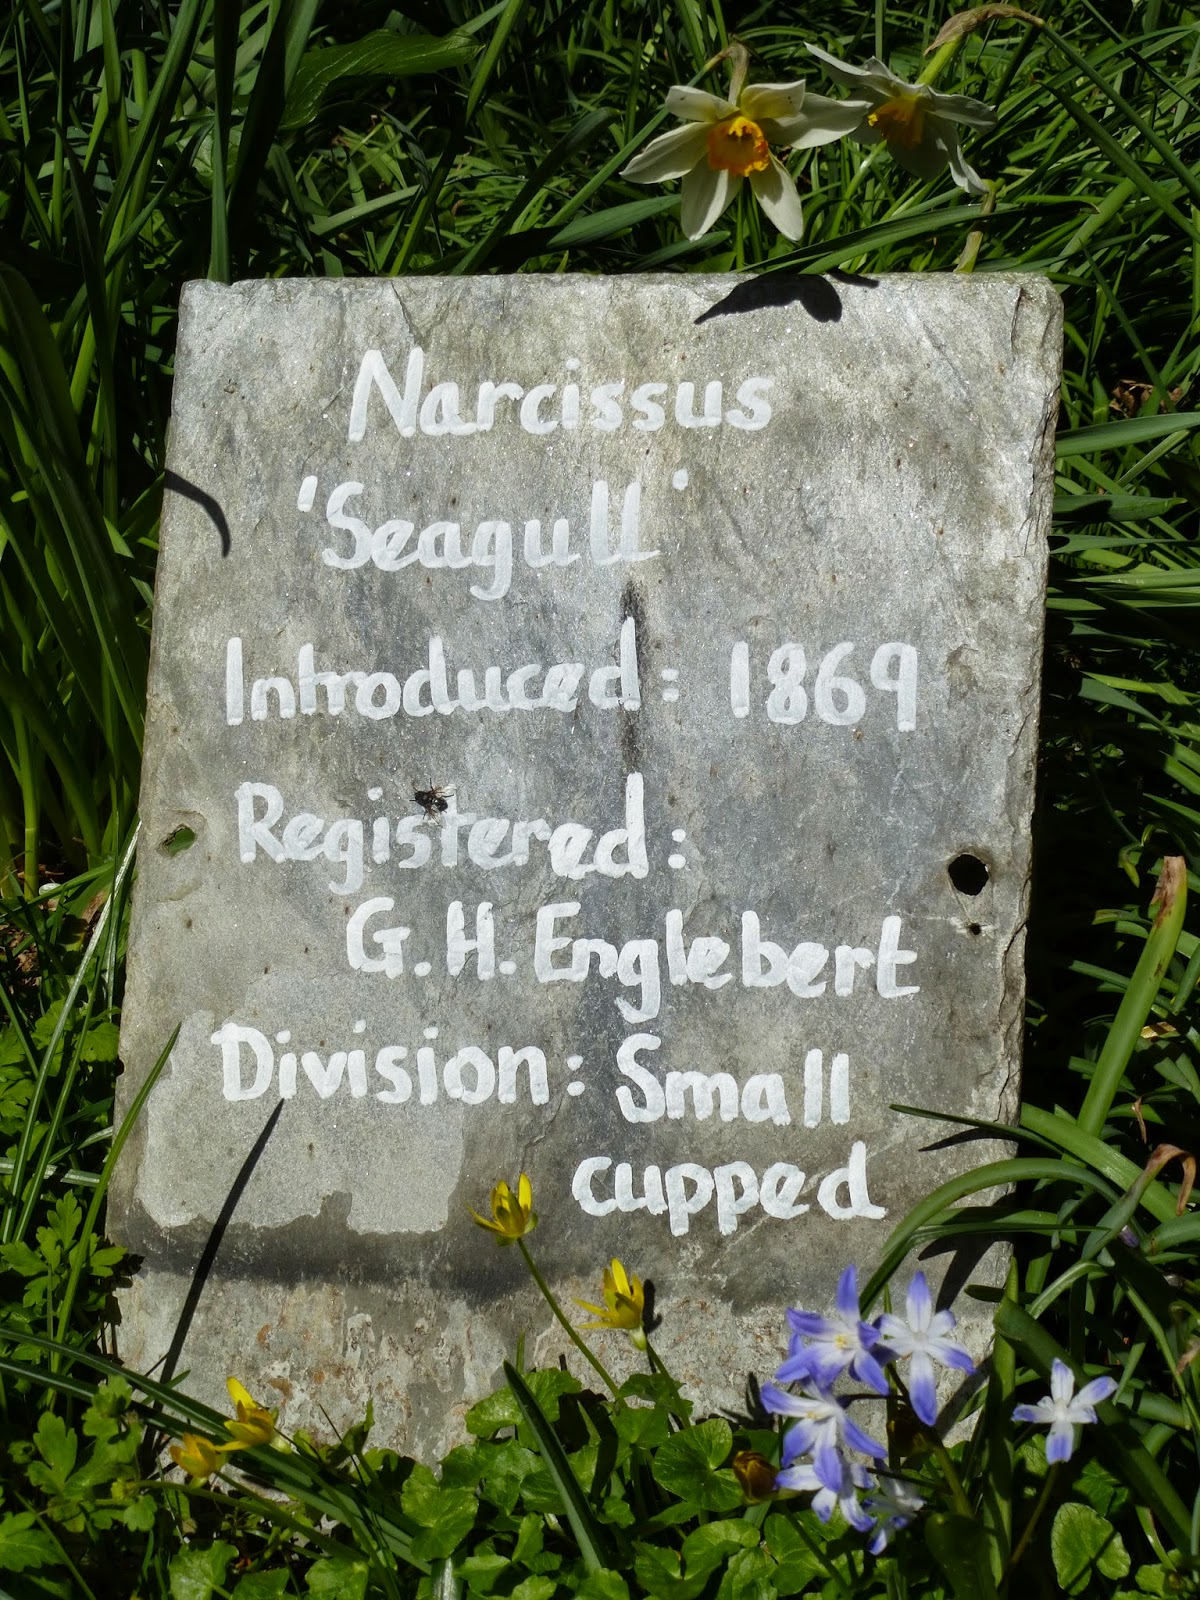 Narcissus
'Seagull'
Introduced: 1869
Registered:
G.H. Englebert
Division: Small
cupped